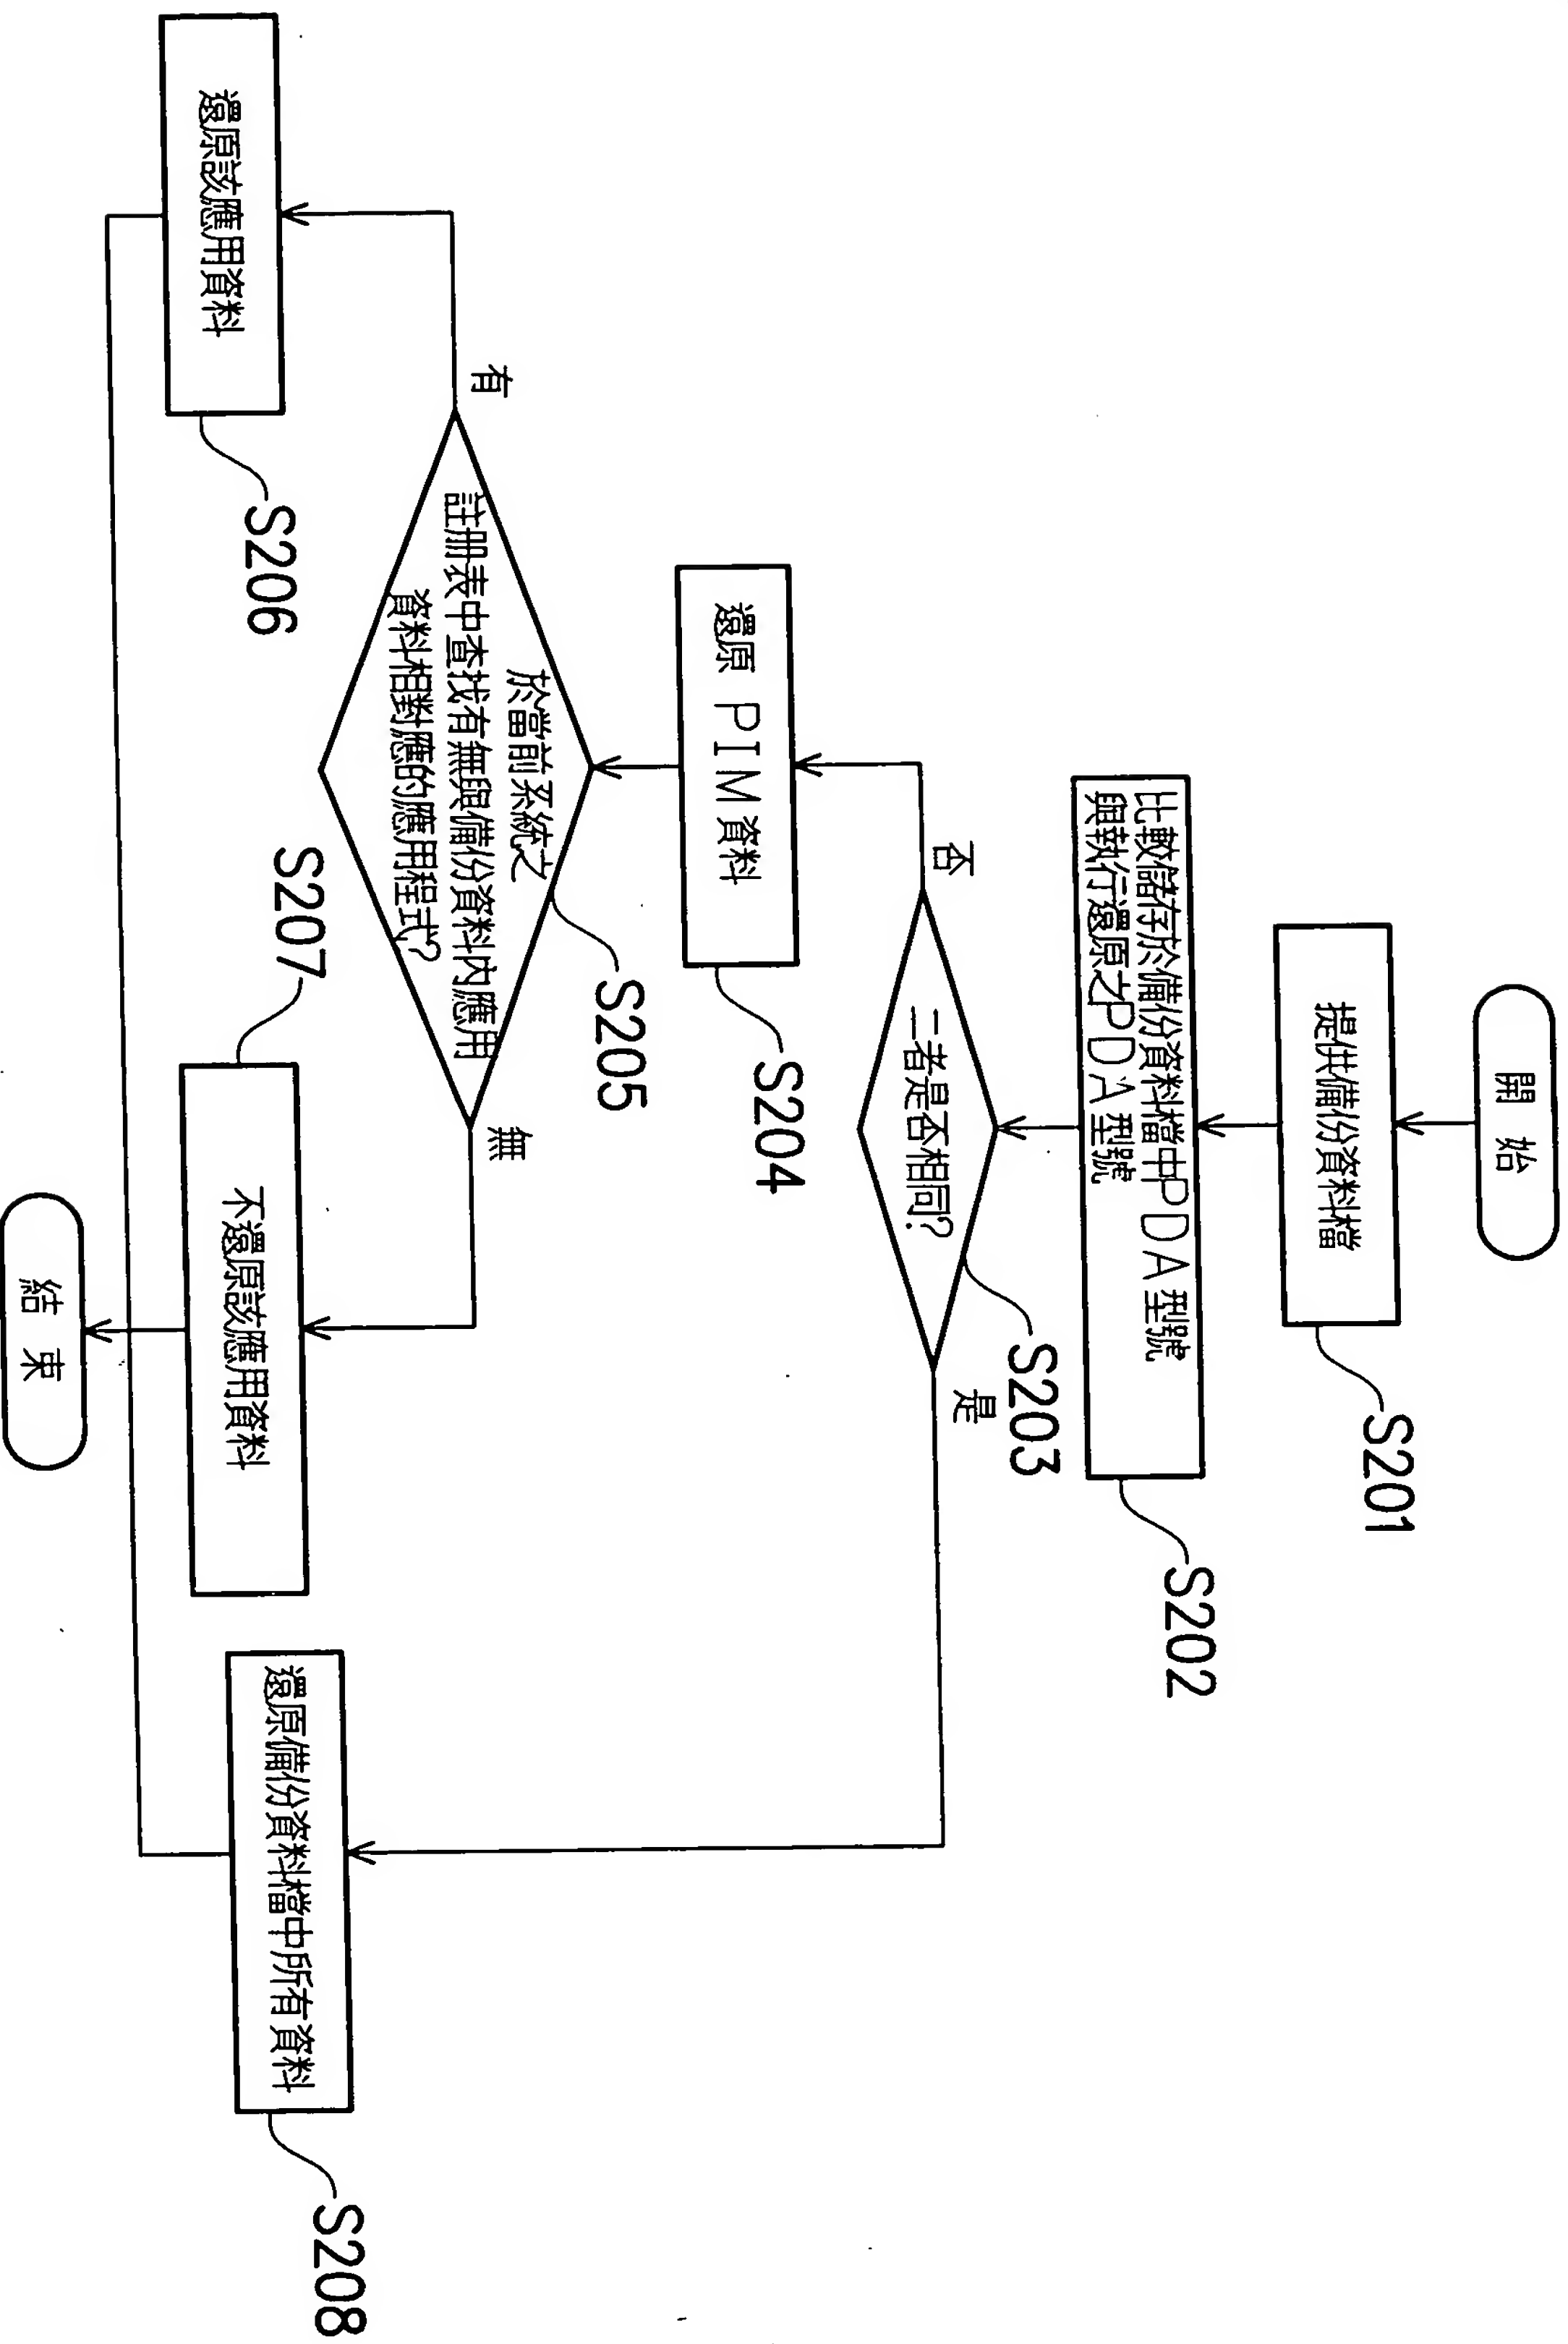 開 始
提供備份資料檔
S201
比較儲存於備份資料檔中PDA型號
與執行還原之PDA型號
S202
二者是否相同?
S203
否
是
還原 PIM資料
S204
於當前系統之
註冊表中查找有無與備份資料內應用
資料相對應的應用程式?
S205
有
無
還原該應用資料
S206
不還原該應用資料
S207
還原備份資料檔中所有資料
S208
結 束